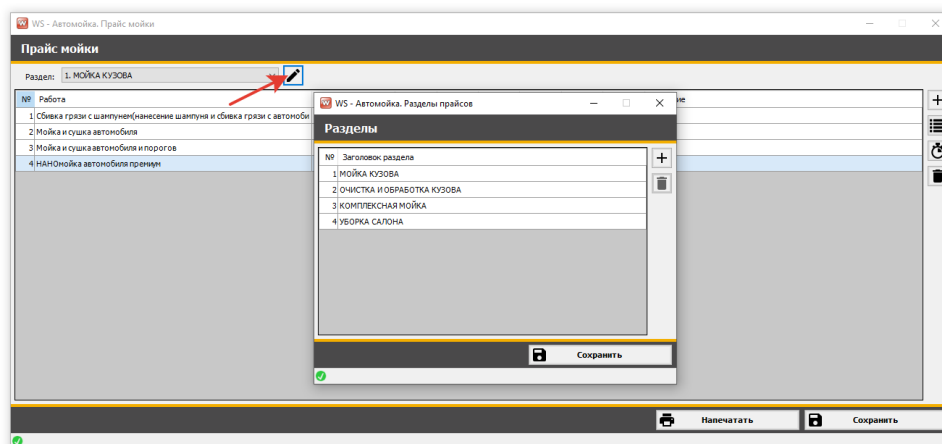 WS - Автомойка. Прайс мойки
Прайс мойки
Раздел: 1. МОЙКА КУЗОВА
№ Работа
1 Сбивка грязи с шампунем(нанесение шампуня и сбивка грязи с автомоби
2 Мойка и сушка автомобиля
3 Мойка и сушка автомобиля и порогов
4 НАНОмойка автомобиля премиум
ие
WS - Автомойка. Разделы прайсов
Разделы
№ Заголовок раздела
1 МОЙКА КУЗОВА
2 ОЧИСТКА И ОБРАБОТКА КУЗОВА
3 КОМПЛЕКСНАЯ МОЙКА
4 УБОРКА САЛОНА
Сохранить
Напечатать Сохранить